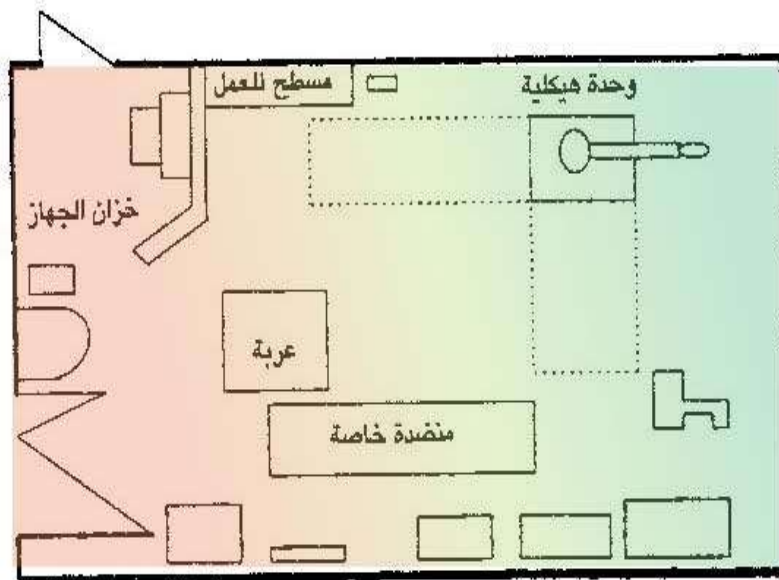 مسطح للعمل
وحدة هيكلية
خزان الجهاز
عربة
منضدة خاصة